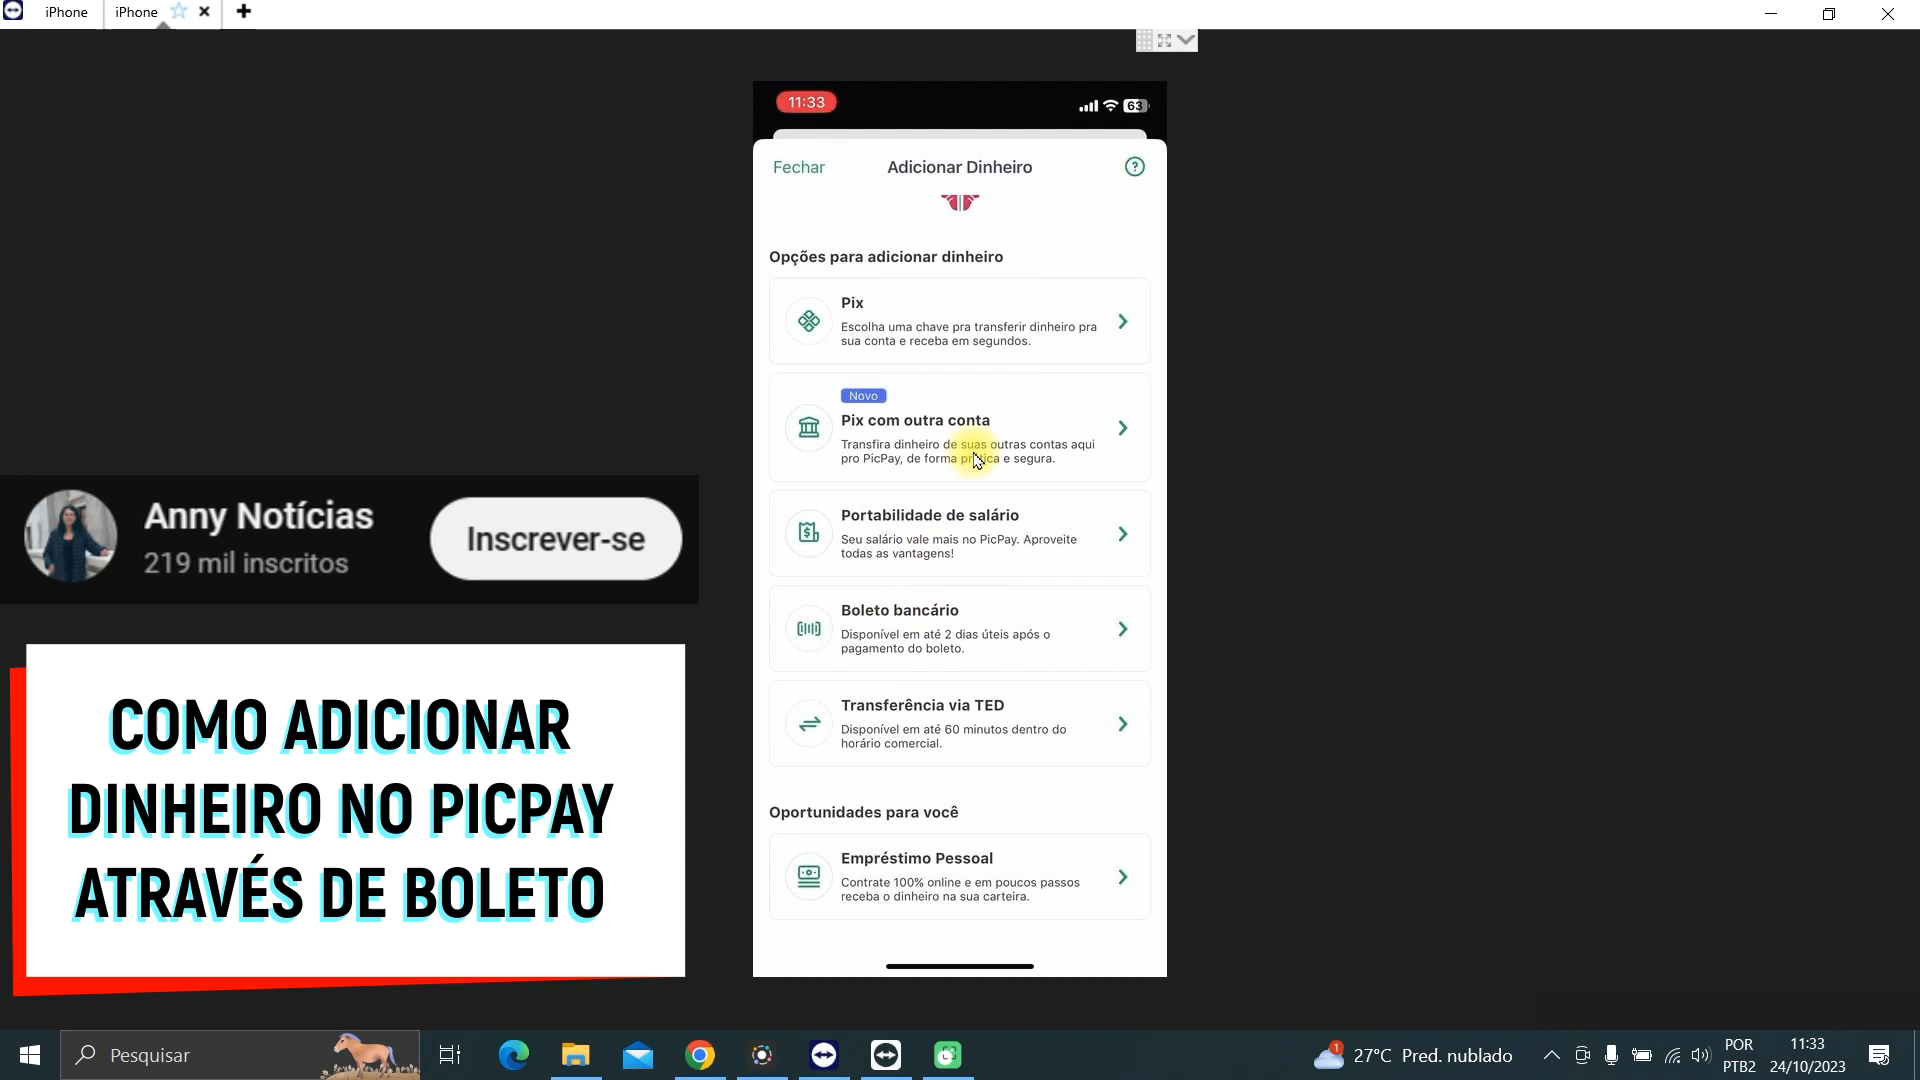 iPhone
iPhone
11:33
63
Fechar
Adicionar Dinheiro
?
Opções para adicionar dinheiro
Pix
Escolha uma chave pra transferir dinheiro pra
sua conta e receba em segundos.
Novo
Pix com outra conta
Transfira dinheiro de suas outras contas aqui
pro PicPay, de forma prática e segura.
Portabilidade de salário
Seu salário vale mais no PicPay. Aproveite
todas as vantagens!
Boleto bancário
Disponível em até 2 dias úteis após o
pagamento do boleto.
Transferência via TED
Disponível em até 60 minutos dentro do
horário comercial.
Oportunidades para você
Empréstimo Pessoal
Contrate 100% online e em poucos passos
receba o dinheiro na sua carteira.
Anny Notícias
219 mil inscritos
Inscrever-se
COMO ADICIONAR
DINHEIRO NO PICPAY
ATRAVÉS DE BOLETO
Pesquisar
1
27°C Pred. nublado
POR
PTB2
11:33
24/10/2023